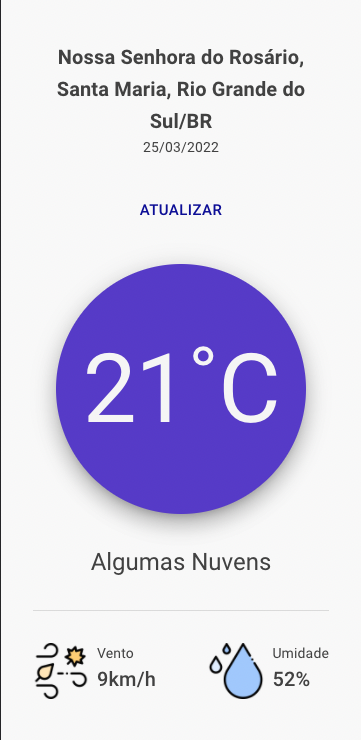 Nossa Senhora do Rosário,
Santa Maria, Rio Grande do
Sul/BR
25/03/2022
ATUALIZAR
21°C
Algumas Nuvens
Vento
9km/h
Umidade
52%